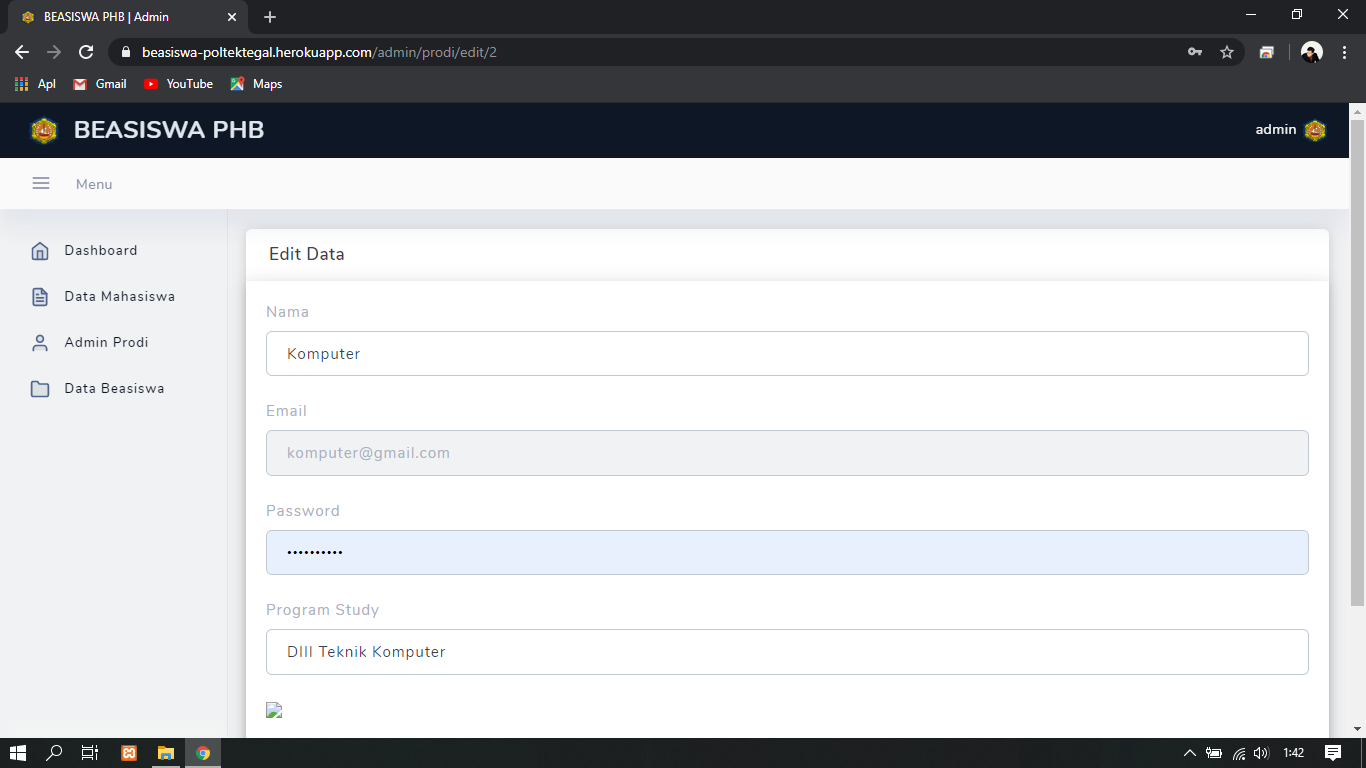 BEASISWA PHB | Admin
beasiswa-poltektegal.herokuapp.com/admin/prodi/edit/2
Apl Gmail YouTube Maps
BEASISWA PHB
admin
Menu
Dashboard
Data Mahasiswa
Admin Prodi
Data Beasiswa
Edit Data
Nama
Komputer
Email
komputer@gmail.com
Password
••••••••••
Program Study
DIII Teknik Komputer
1:42